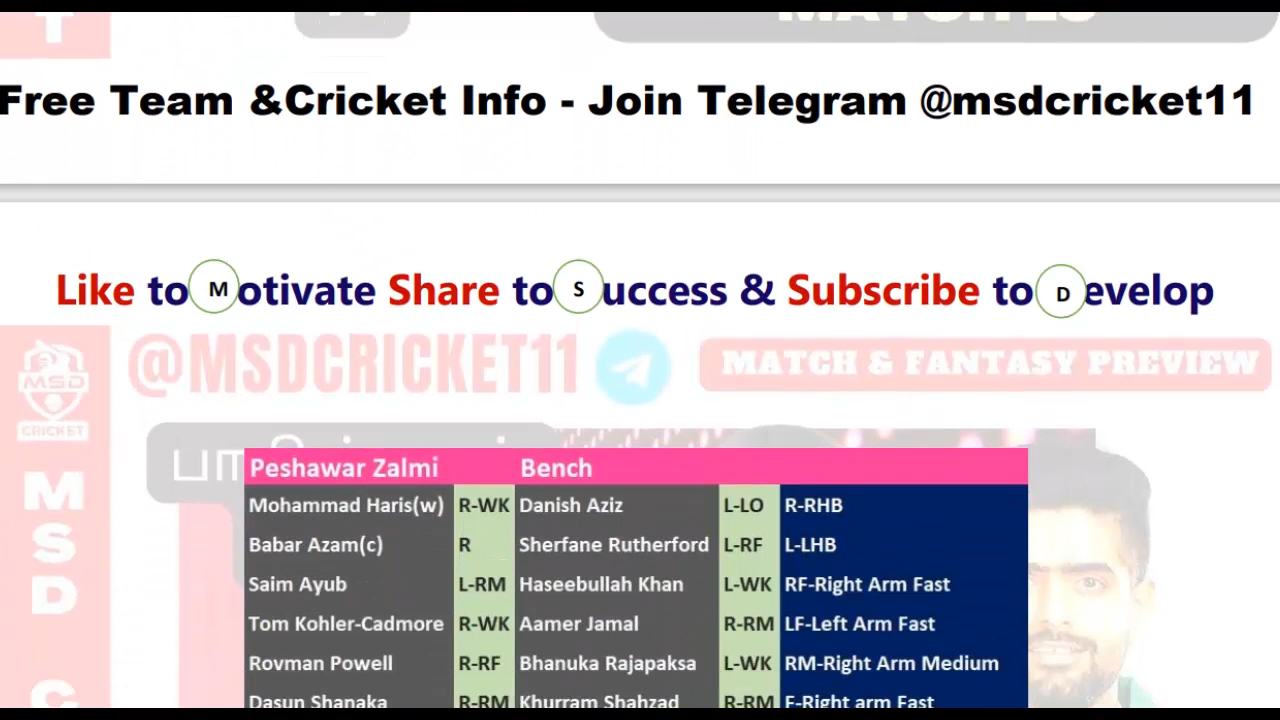 Free Team &Cricket Info - Join Telegram @msdcricket11
Like to Motivate Share to Success & Subscribe to Develop
@MSDCRICKET11 MATCH & FANTASY PREVIEW
MSD
CRICKET
M
S
D
C
Peshawar Zalmi Bench
Mohammad Haris(w) R-WK Danish Aziz L-LO R-RHB
Babar Azam(c) R Sherfane Rutherford L-RF L-LHB
Saim Ayub L-RM Haseebullah Khan L-WK RF-Right Arm Fast
Tom Kohler-Cadmore R-WK Aamer Jamal R-RM LF-Left Arm Fast
Rovman Powell R-RF Bhanuka Rajapaksa L-WK RM-Right Arm Medium
Dasun Shanaka R-RM Khurram Shahzad R-RM F-Right arm Fast